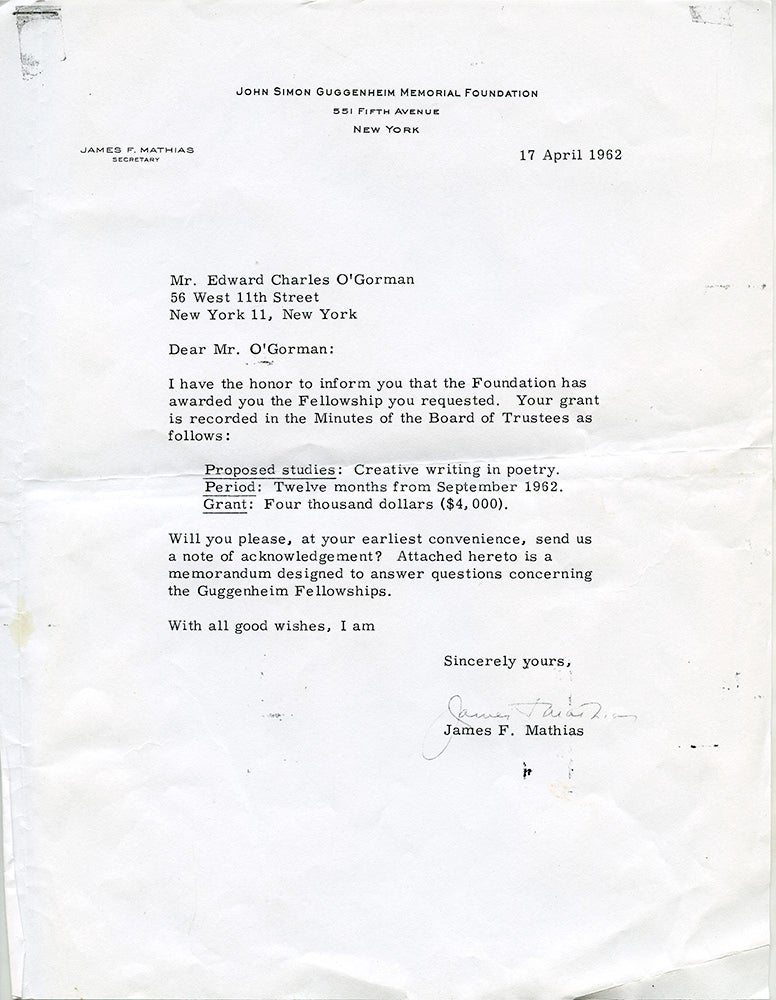 JOHN SIMON GUGGENHEIM MEMORIAL FOUNDATION
551 FIFTH AVENUE
NEW YORK
JAMES F. MATHIAS
SECRETARY
17 April 1962
Mr. Edward Charles O'Gorman
56 West 11th Street
New York 11, New York
Dear Mr. O'Gorman:
I have the honor to inform you that the Foundation has
awarded you the Fellowship you requested. Your grant
is recorded in the Minutes of the Board of Trustees as
follows:
Proposed studies: Creative writing in poetry.
Period: Twelve months from September 1962.
Grant: Four thousand dollars ($4,000).
Will you please, at your earliest convenience, send us
a note of acknowledgement? Attached hereto is a
memorandum designed to answer questions concerning
the Guggenheim Fellowships.
With all good wishes, I am
Sincerely yours,
James F. Mathias
James F. Mathias